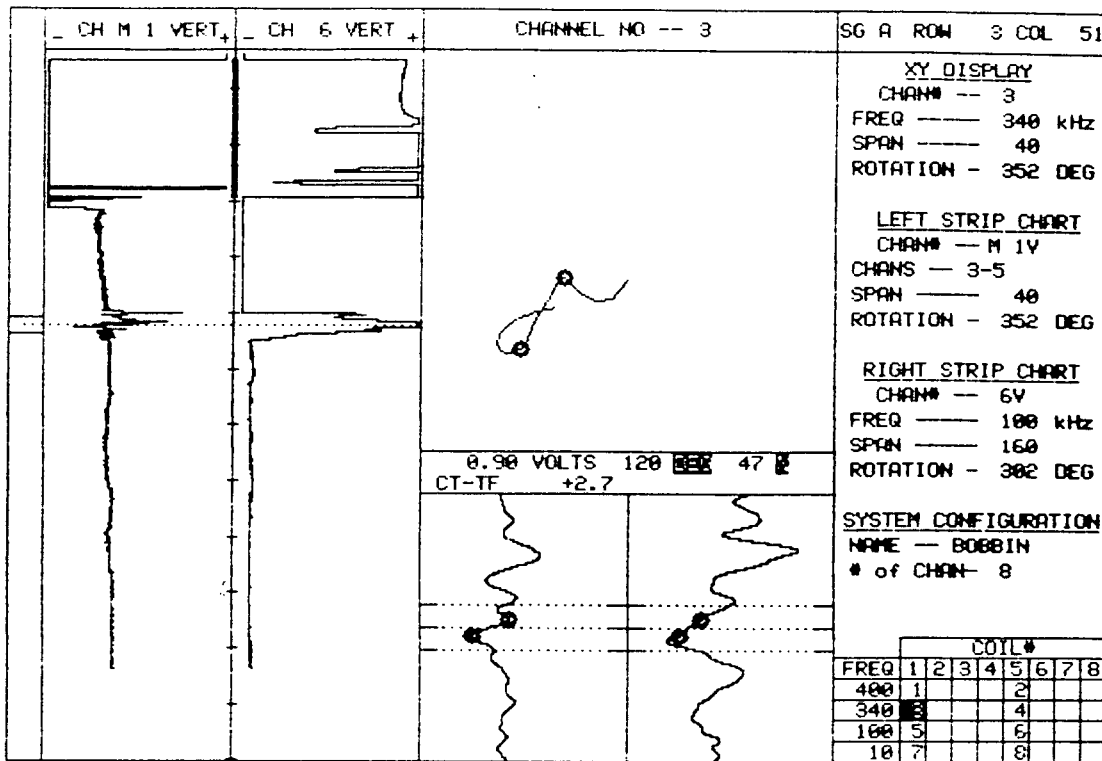 _ CH M 1 VERT +
_ CH 6 VERT +
CHANNEL NO -- 3
SG A ROW 3 COL 51
XY DISPLAY
CHAN# -- 3
FREQ ----- 340 kHz
SPAN ----- 40
ROTATION - 352 DEG
LEFT STRIP CHART
CHAN# -- M 1V
CHANS -- 3-5
SPAN ----- 40
ROTATION - 352 DEG
RIGHT STRIP CHART
CHAN# -- 6V
FREQ ---- 100 kHz
SPAN ----- 160
ROTATION - 302 DEG
0.90 VOLTS 120 47
CT-TF +2.7
SYSTEM CONFIGURATION
NAME -- BOBBIN
# of CHAN- 8
COIL#
FREQ 1 2 3 4 5 6 7 8
400 1 2
340 3 4
100 5 6
10 7 8